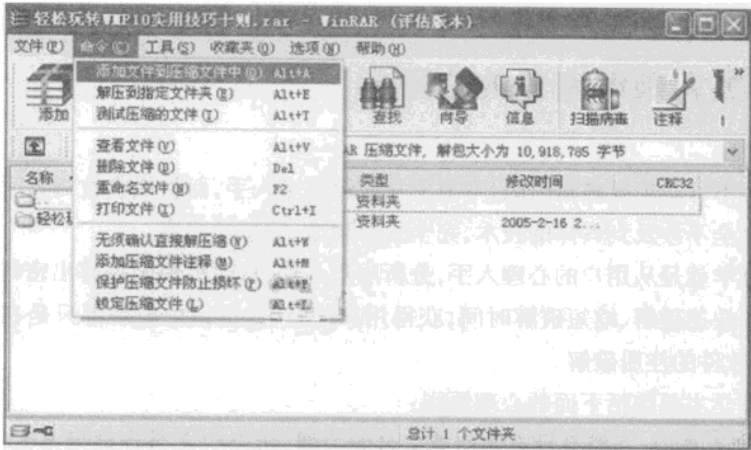 轻松玩转WMP10实用技巧十则.rar - WinRAR (评估版本)
文件(F) 命令(C) 工具(S) 收藏夹(O) 选项(N) 帮助(H)
添加 查找 向导 信息 扫描病毒 注释
添加文件到压缩文件中(O) Alt+A
解压到指定文件夹(E) Alt+E
测试压缩的文件(T) Alt+T
查看文件(V) Alt+V
删除文件(D) Del
重命名文件(N) F2
打印文件(I) Ctrl+I
无须确认直接解压缩(W) Alt+W
添加压缩文件注释(M) Alt+M
保护压缩文件防止损坏(P) Alt+P
锁定压缩文件(L) Alt+L
AR 压缩文件, 解包大小为 10,918,785 字节
名称 类型 修改时间 CRC32
.. 资料夹
轻松玩 资料夹 2005-2-16 2...
总计 1 个文件夹